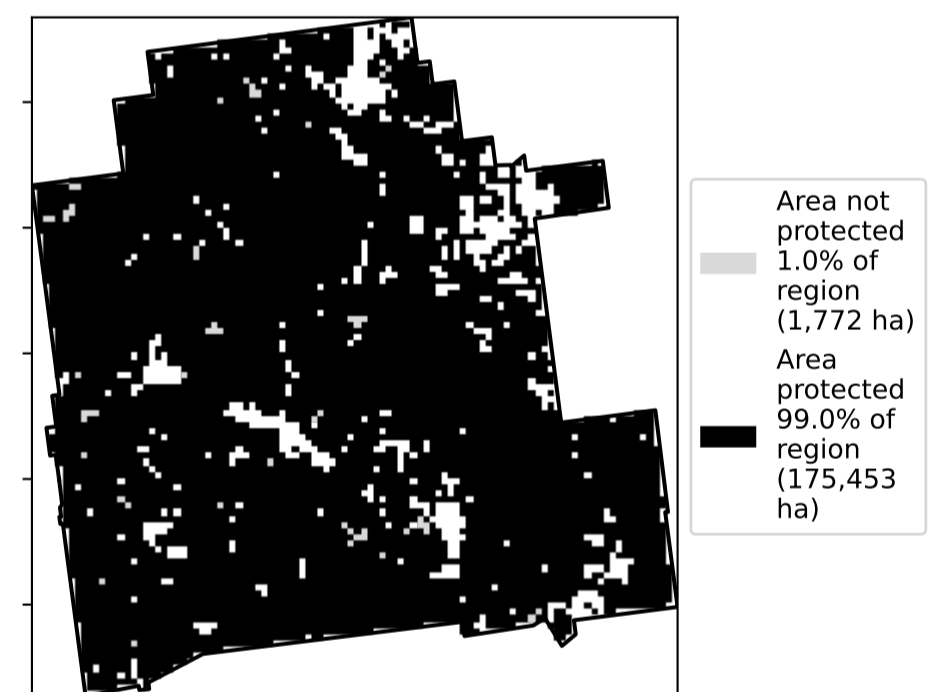 Area not
protected
1.0% of
region
(1,772 ha)
Area
protected
99.0% of
region
(175,453
ha)